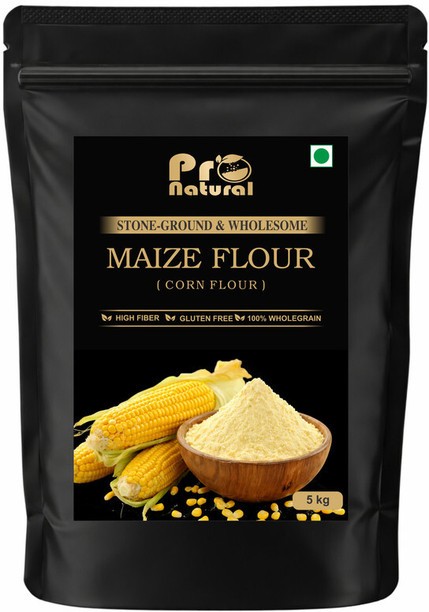 Pro
Natural
STONE-GROUND & WHOLESOME
MAIZE FLOUR
( CORN FLOUR )
HIGH FIBER GLUTEN FREE 100% WHOLEGRAIN
5 kg